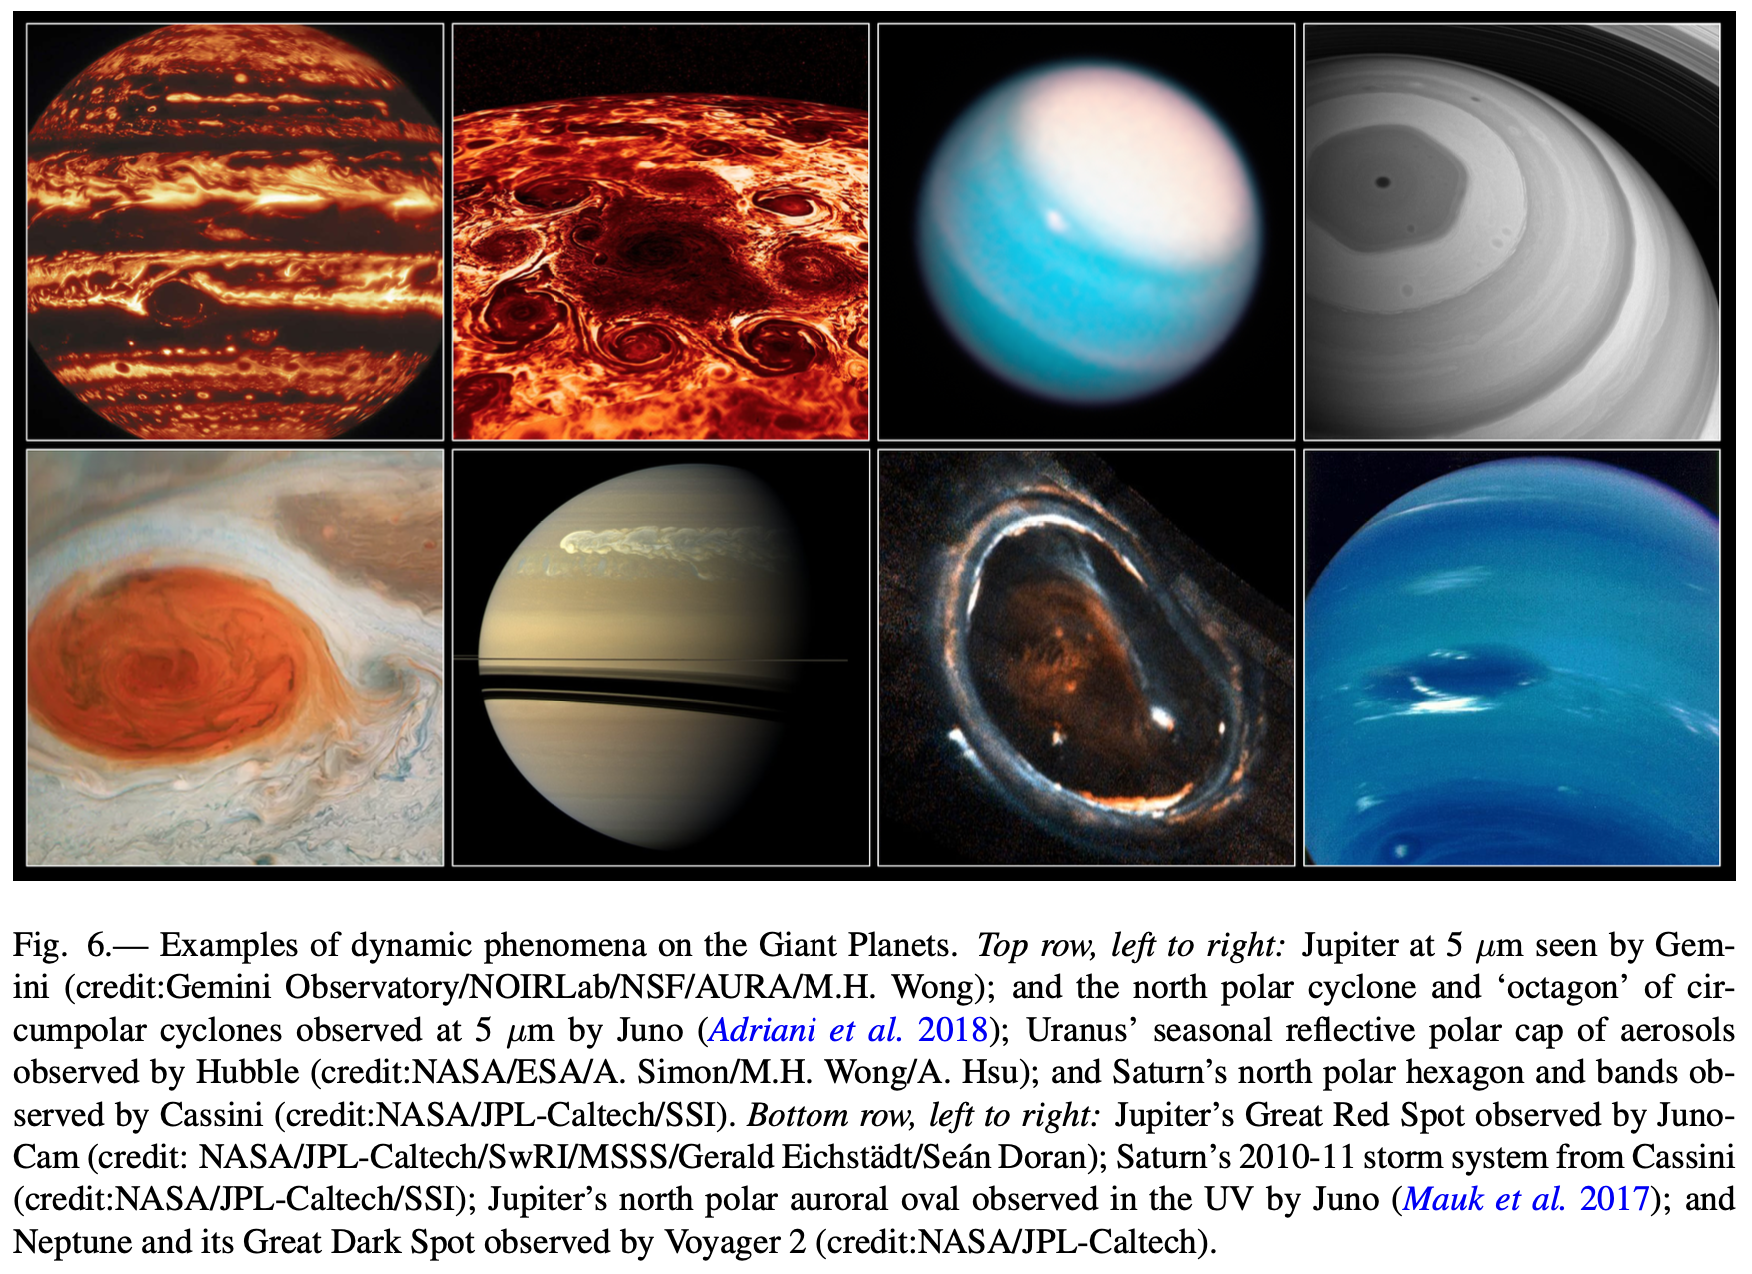 Fig. 6.— Examples of dynamic phenomena on the Giant Planets. Top row, left to right: Jupiter at 5 μm seen by Gem-
ini (credit:Gemini Observatory/NOIRLab/NSF/AURA/M.H. Wong); and the north polar cyclone and ‘octagon’ of cir-
cumpolar cyclones observed at 5 μm by Juno (Adriani et al. 2018); Uranus’ seasonal reflective polar cap of aerosols
observed by Hubble (credit:NASA/ESA/A. Simon/M.H. Wong/A. Hsu); and Saturn’s north polar hexagon and bands ob-
served by Cassini (credit:NASA/JPL-Caltech/SSI). Bottom row, left to right: Jupiter’s Great Red Spot observed by Juno-
Cam (credit: NASA/JPL-Caltech/SwRI/MSSS/Gerald Eichstädt/Seán Doran); Saturn’s 2010-11 storm system from Cassini
(credit:NASA/JPL-Caltech/SSI); Jupiter’s north polar auroral oval observed in the UV by Juno (Mauk et al. 2017); and
Neptune and its Great Dark Spot observed by Voyager 2 (credit:NASA/JPL-Caltech).